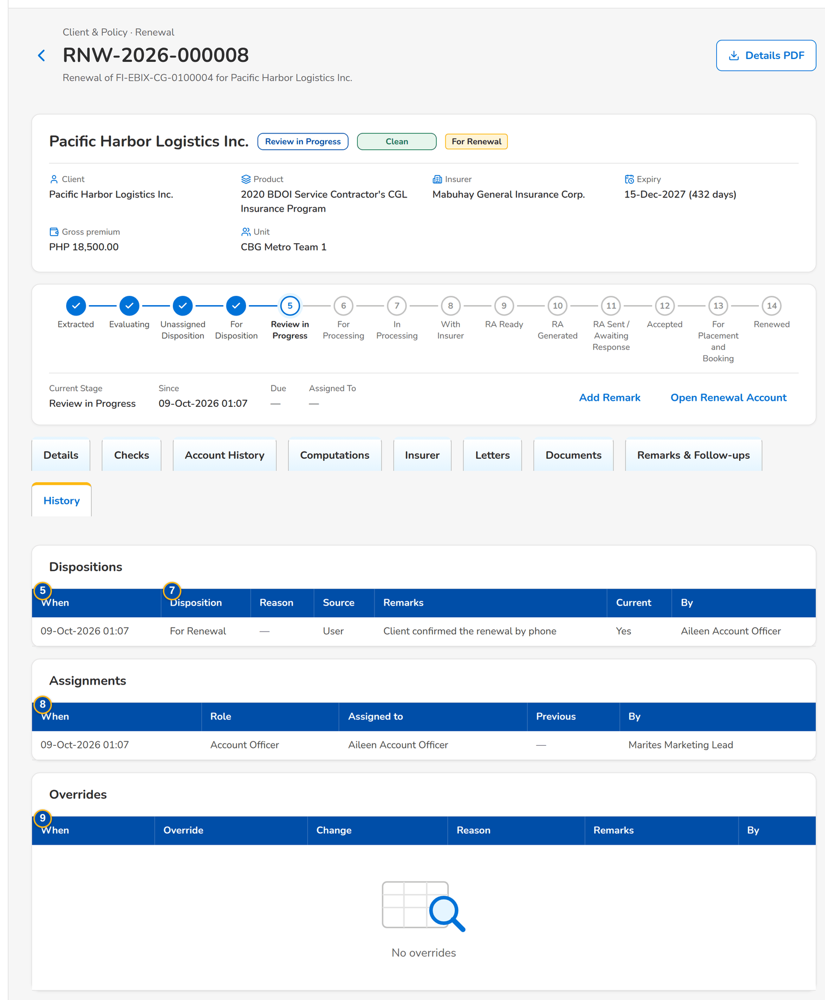 Client & Policy · Renewal
RNW-2026-000008
Renewal of FI-EBIX-CG-0100004 for Pacific Harbor Logistics Inc.
Details PDF
Pacific Harbor Logistics Inc. Review in Progress Clean For Renewal
Client Product Insurer Expiry
Pacific Harbor Logistics Inc. 2020 BDOI Service Contractor's CGL Mabuhay General Insurance Corp. 15-Dec-2027 (432 days)
Insurance Program
Gross premium Unit
PHP 18,500.00 CBG Metro Team 1
5 6 7 8 9 10 11 12 13 14
Extracted Evaluating Unassigned For Review in For In With RA Ready RA RA Sent / Accepted For Renewed
Disposition Disposition Progress Processing Processing Insurer Generated Awaiting Placement
Response and
Booking
Current Stage Since Due Assigned To
Review in Progress 09-Oct-2026 01:07 — —
Add Remark Open Renewal Account
Details Checks Account History Computations Insurer Letters Documents Remarks & Follow-ups
History
Dispositions
5 7
When Disposition Reason Source Remarks Current By
09-Oct-2026 01:07 For Renewal — User Client confirmed the renewal by phone Yes Aileen Account Officer
Assignments
8
When Role Assigned to Previous By
09-Oct-2026 01:07 Account Officer Aileen Account Officer — Marites Marketing Lead
Overrides
9
When Override Change Reason Remarks By
No overrides